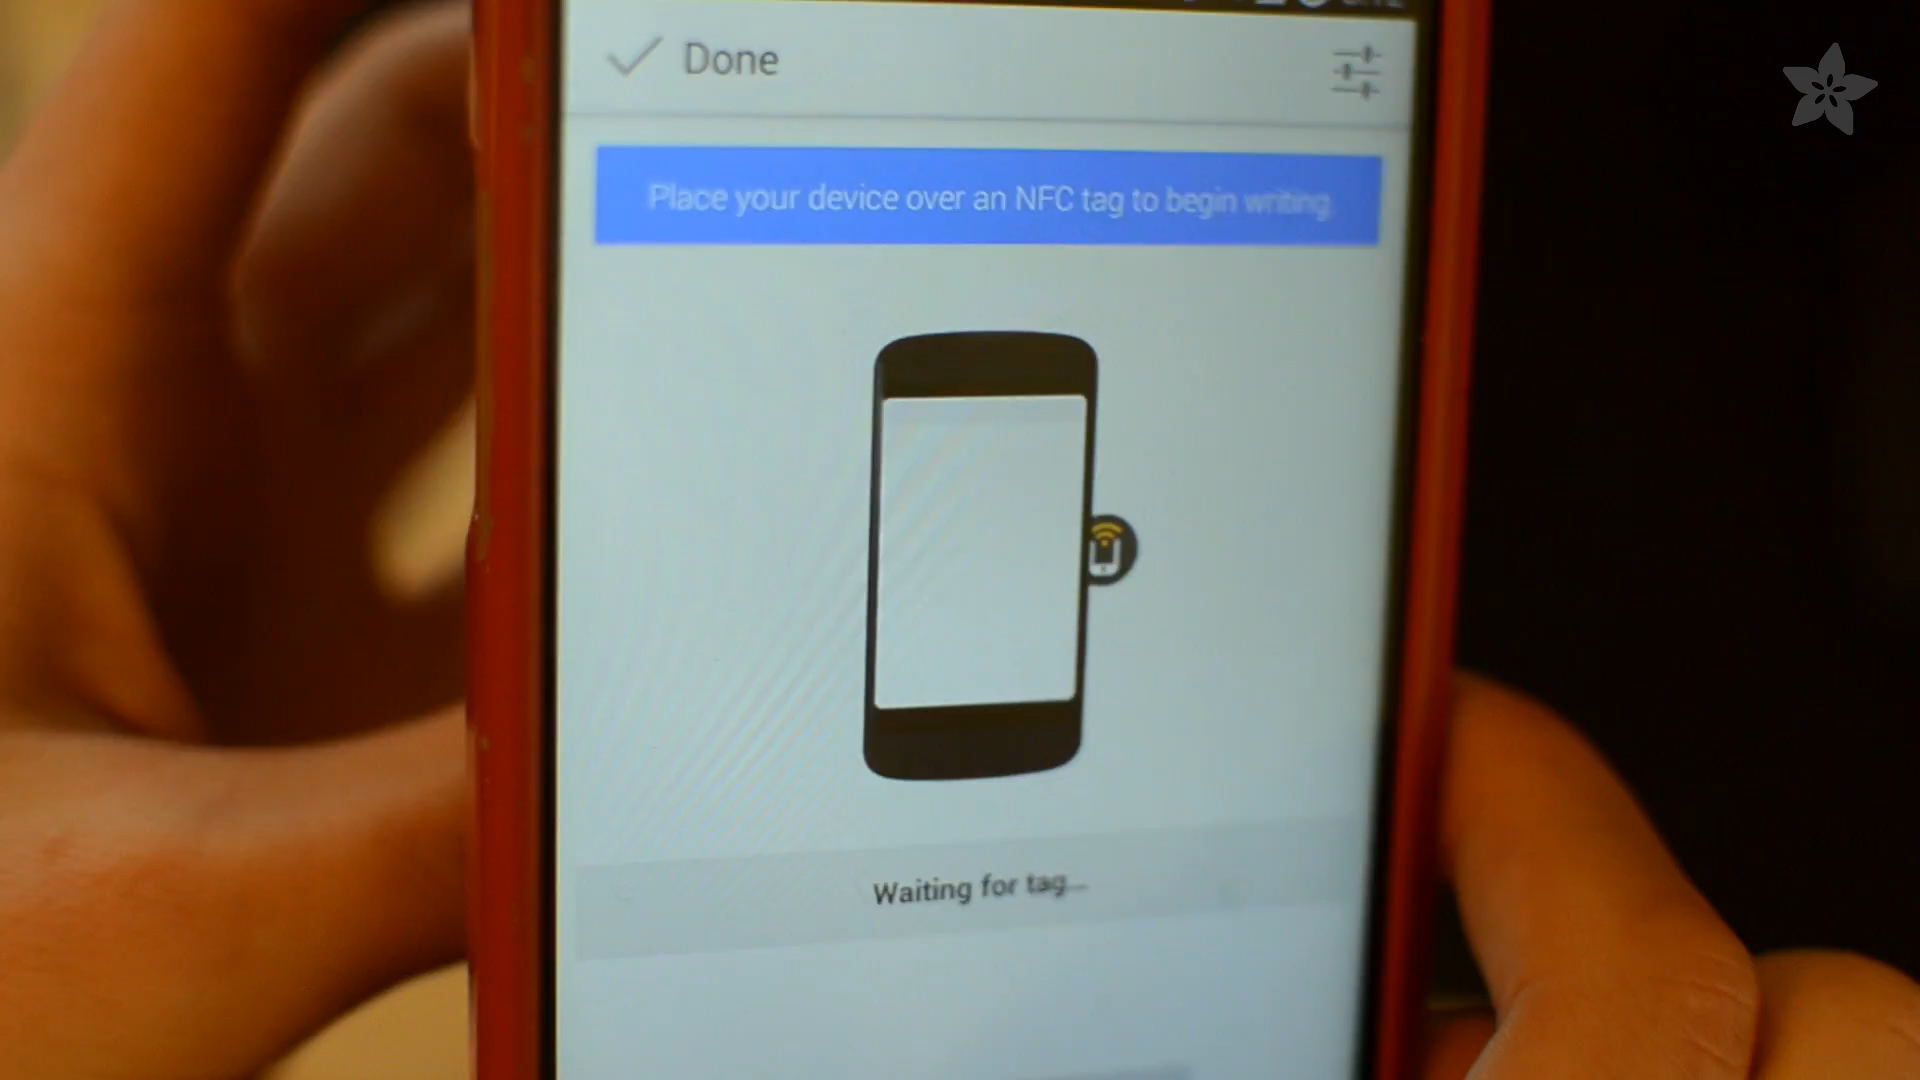 Done
Place your device over an NFC tag to begin writing.
Waiting for tag...